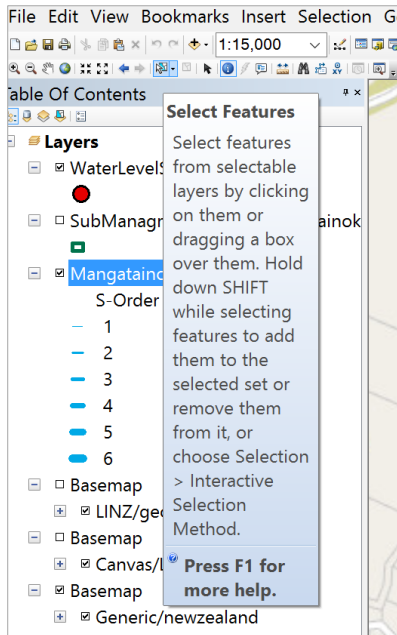 File Edit View Bookmarks Insert Selection G
1:15,000
Table Of Contents
Layers
WaterLevelS
SubManagr ainok
Mangatainc
S-Order
1
2
3
4
5
6
Basemap
LINZ/geo
Basemap
Canvas/L
Basemap
Generic/newzealand
Select Features
Select features
from selectable
layers by clicking
on them or
dragging a box
over them. Hold
down SHIFT
while selecting
features to add
them to the
selected set or
remove them
from it, or
choose Selection
> Interactive
Selection
Method.
Press F1 for
more help.